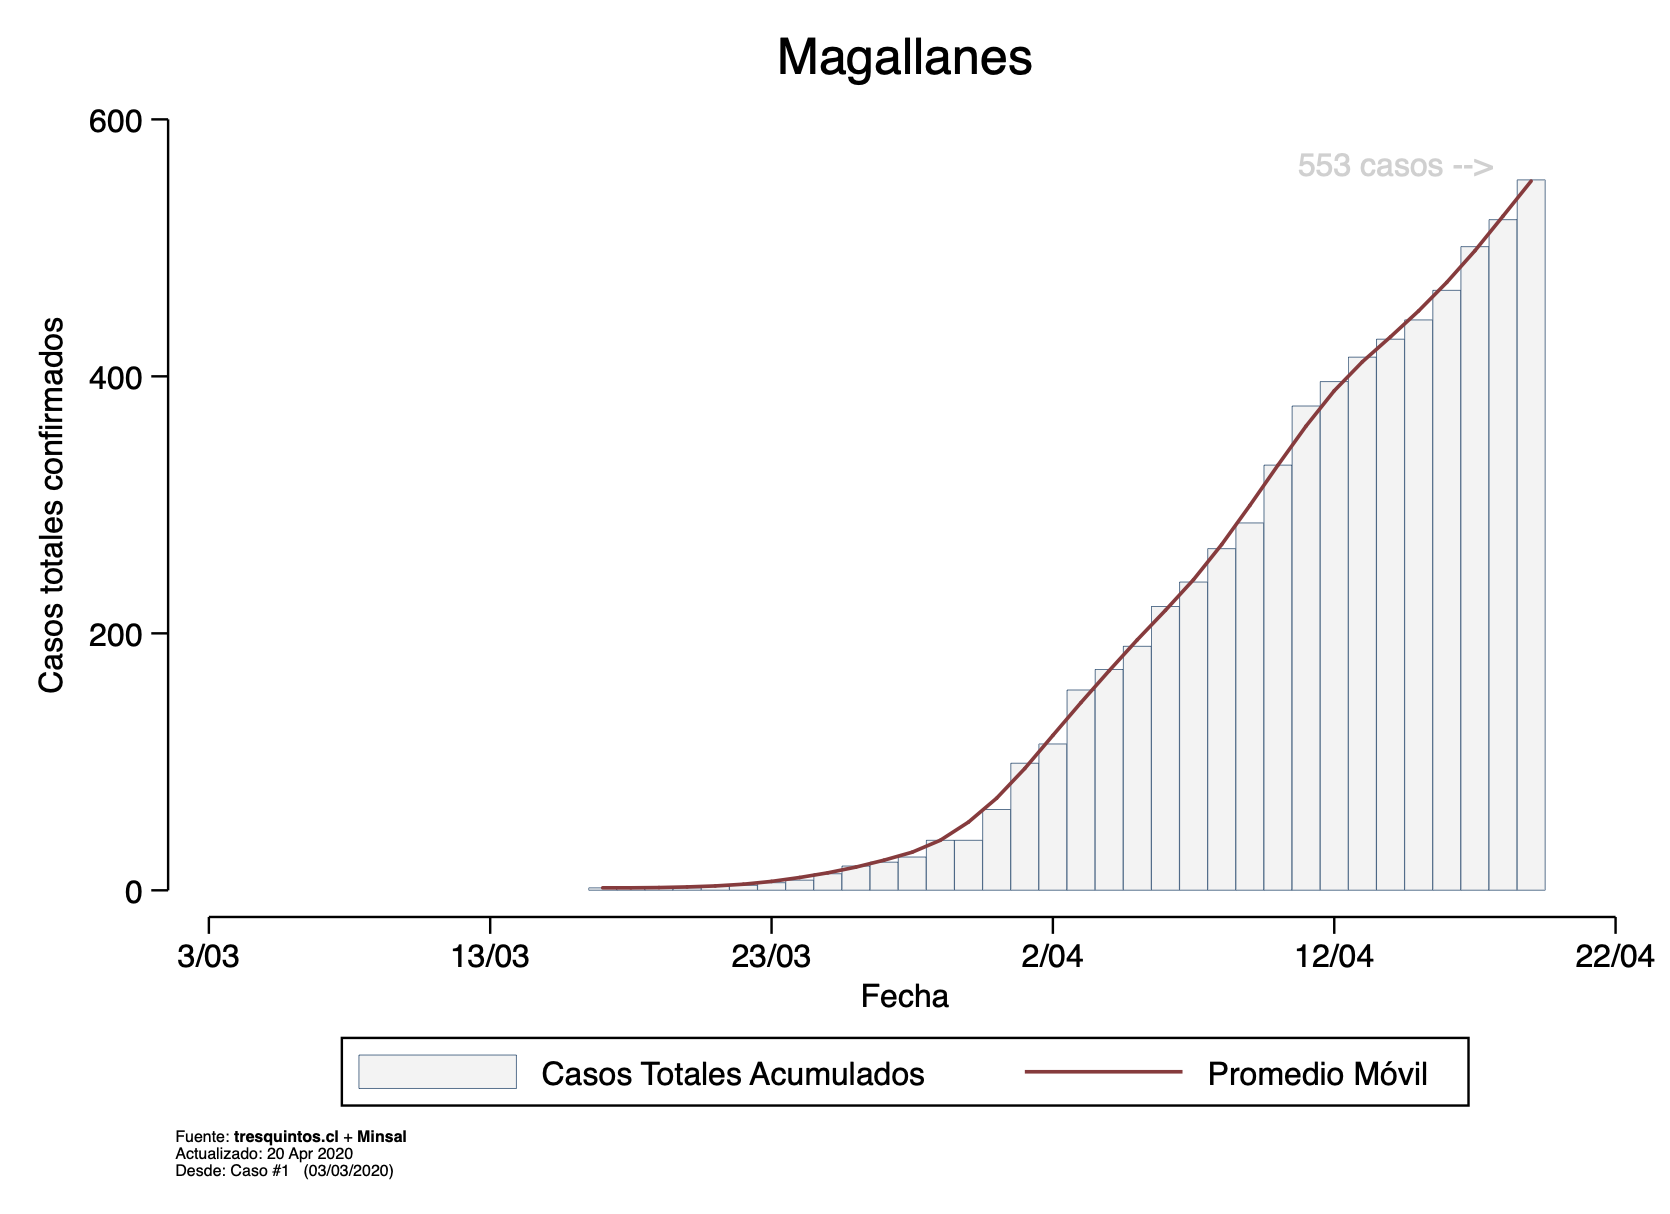 Magallanes
600
553 casos -->
400
200
0
Casos totales confirmados
3/03 13/03 23/03 2/04 12/04 22/04
Fecha
Casos Totales Acumulados Promedio Móvil
Fuente: tresquintos.cl + Minsal
Actualizado: 20 Apr 2020
Desde: Caso #1 (03/03/2020)